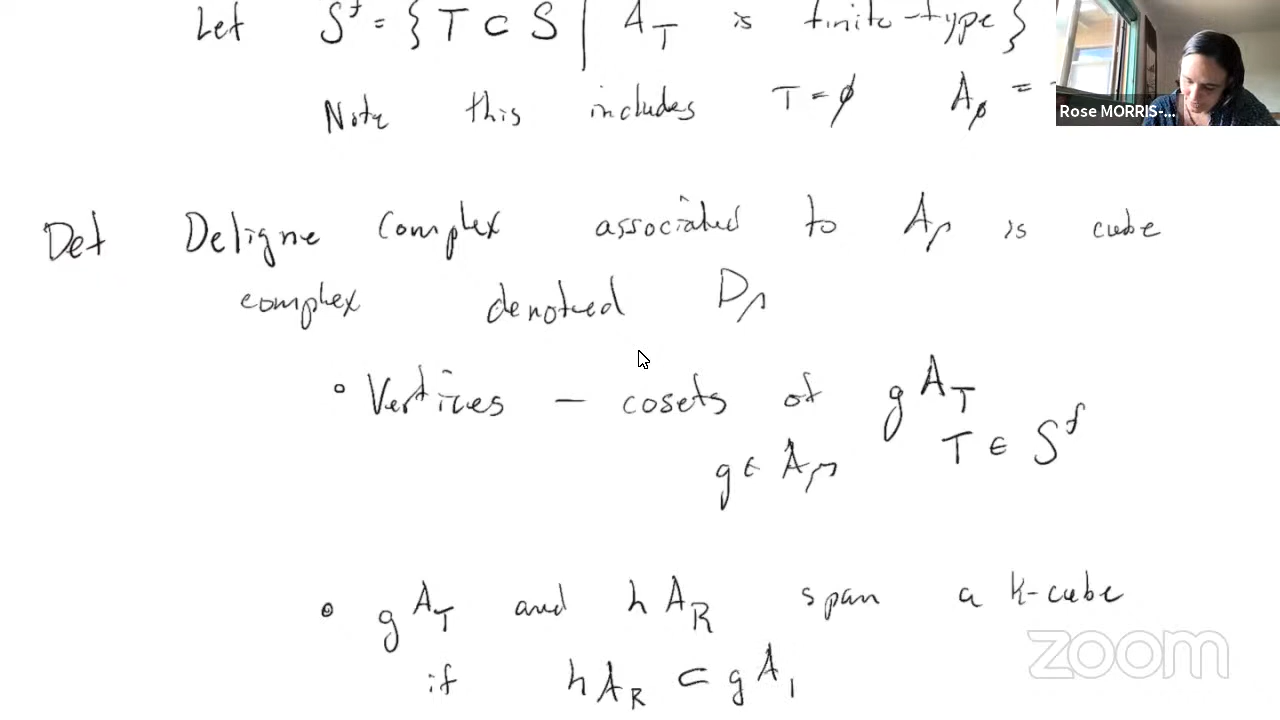 Let S^f = { T ⊂ S | A_T is finite-type }
Note this includes T = ∅ A_∅ =
Rose MORRIS-...
Def Deligne Complex associated to A_Γ is cube
complex denoted D_Γ
• Vertices – cosets of gA_T
g ∈ A_Γ T ∈ S^f
• gA_T and hA_R span a k-cube
if hA_R ⊂ gA_1
zoom